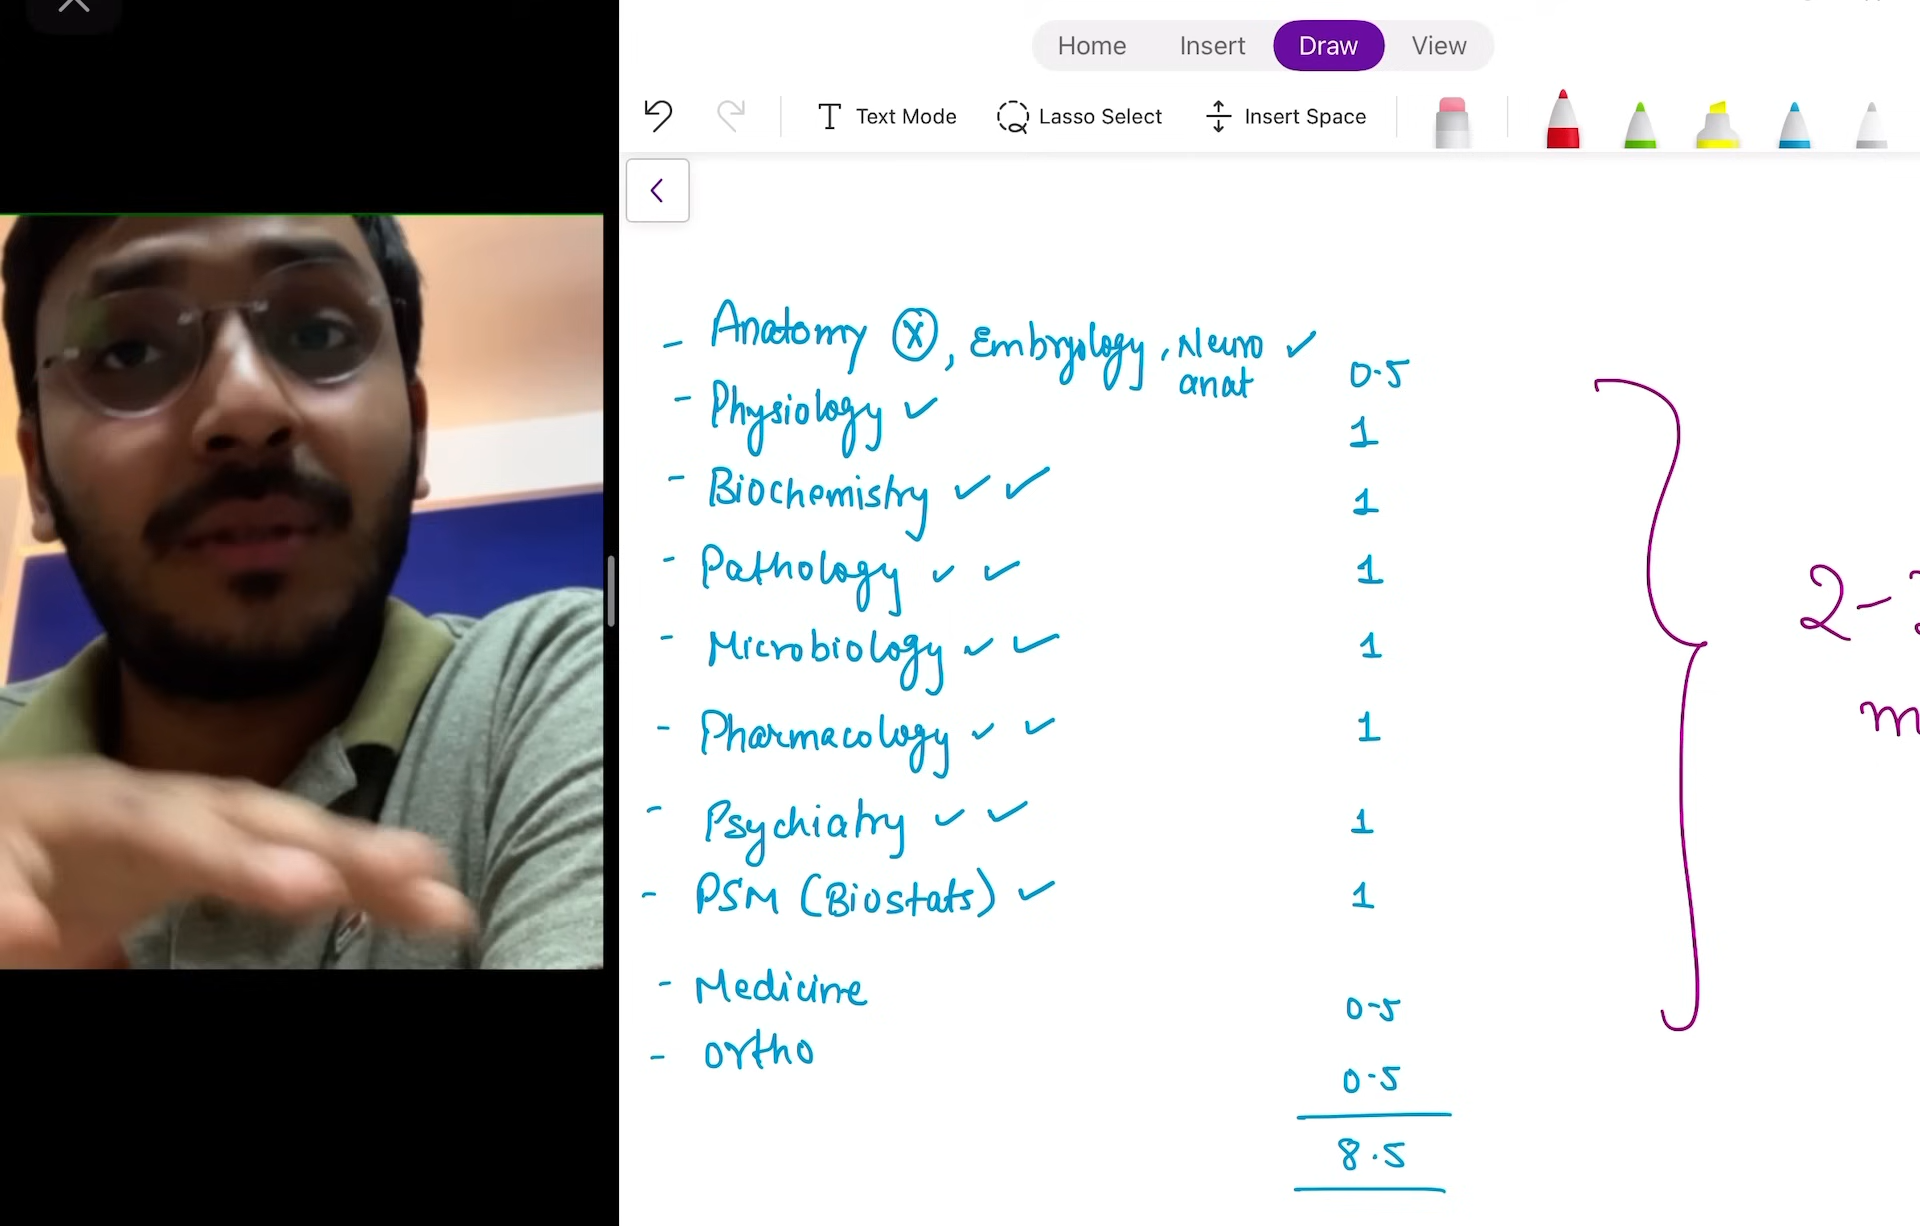 Home Insert Draw View
Text Mode Lasso Select Insert Space
- Anatomy (X), Embryology, Neuro anat ✓ 0.5
- Physiology ✓ 1
- Biochemistry ✓ ✓ 1
- Pathology ✓ ✓ 1
- Microbiology ✓ ✓ 1
- Pharmacology ✓ ✓ 1
- Psychiatry ✓ ✓ 1
- PSM (Biostats) ✓ 1
- Medicine 0.5
- ortho 0.5
8.5
2-
m